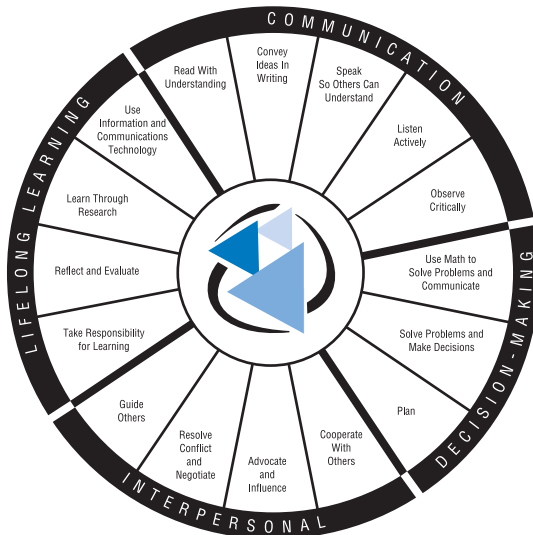 COMMUNICATION
Read With
Understanding
Convey
Ideas In
Writing
Speak
So Others Can
Understand
Listen
Actively
Observe
Critically
DECISION-MAKING
Use Math to
Solve Problems and
Communicate
Solve Problems and
Make Decisions
Plan
INTERPERSONAL
Cooperate
With
Others
Advocate
and
Influence
Resolve
Conflict
and
Negotiate
Guide
Others
LIFELONG LEARNING
Take Responsibility
for Learning
Reflect and Evaluate
Learn Through
Research
Use
Information and
Communications
Technology